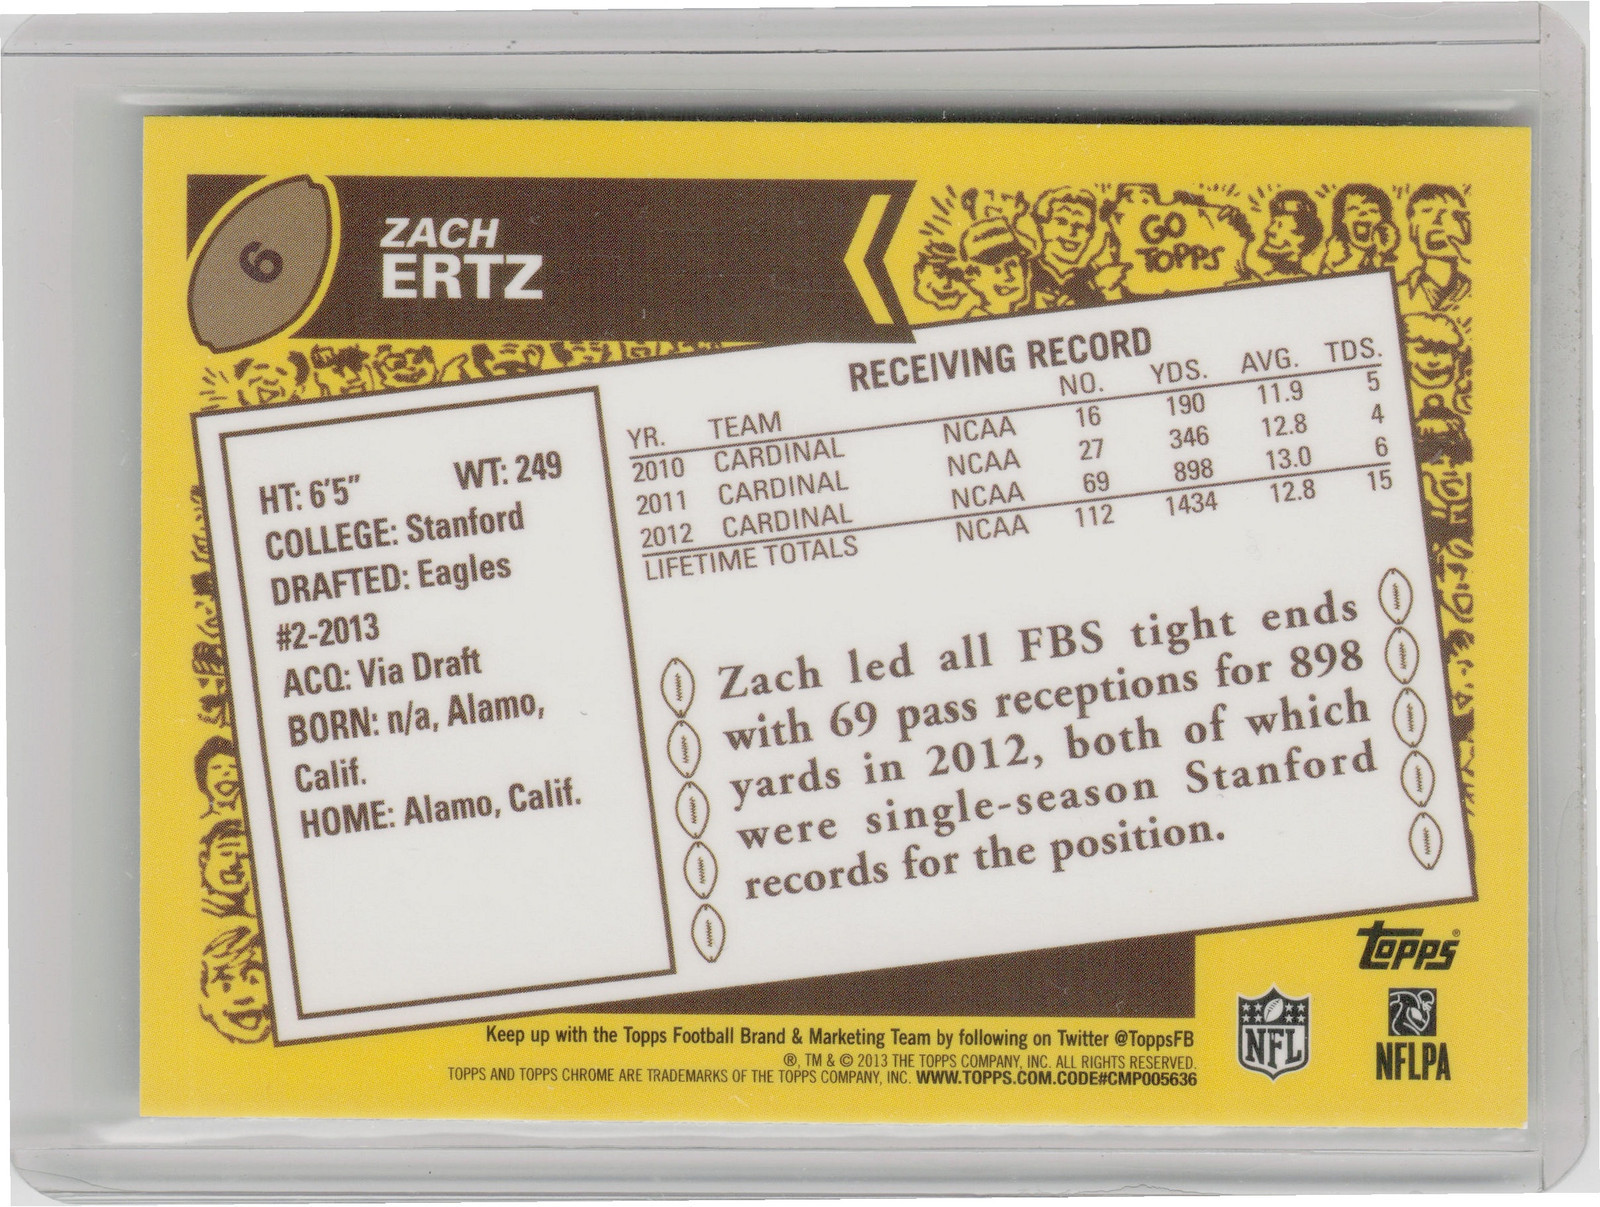 6
ZACH
ERTZ
GO
TOPPS
RECEIVING RECORD
YR. TEAM NO. YDS. AVG. TDS.
2010 CARDINAL NCAA 16 190 11.9 5
2011 CARDINAL NCAA 27 346 12.8 4
2012 CARDINAL NCAA 69 898 13.0 6
LIFETIME TOTALS NCAA 112 1434 12.8 15
HT: 6'5" WT: 249
COLLEGE: Stanford
DRAFTED: Eagles
#2-2013
ACQ: Via Draft
BORN: n/a, Alamo,
Calif.
HOME: Alamo, Calif.
Zach led all FBS tight ends
with 69 pass receptions for 898
yards in 2012, both of which
were single-season Stanford
records for the position.
topps®
NFL
NFLPA
Keep up with the Topps Football Brand & Marketing Team by following on Twitter @ToppsFB
®, TM & © 2013 THE TOPPS COMPANY, INC. ALL RIGHTS RESERVED.
TOPPS AND TOPPS CHROME ARE TRADEMARKS OF THE TOPPS COMPANY, INC. WWW.TOPPS.COM.CODE#CMP005636